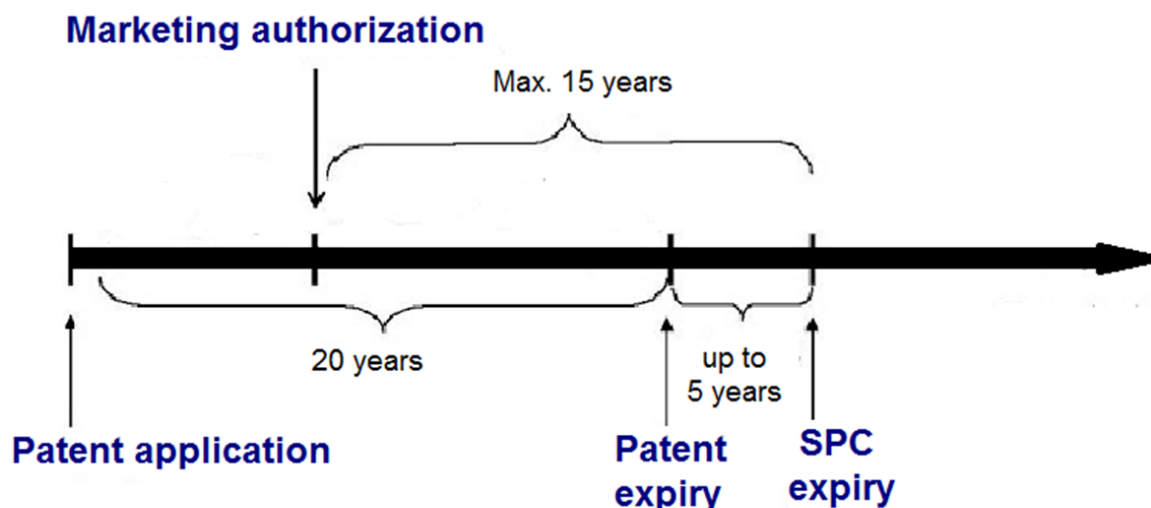 Marketing authorization
Max. 15 years
20 years
up to
5 years
Patent application
Patent
expiry
SPC
expiry